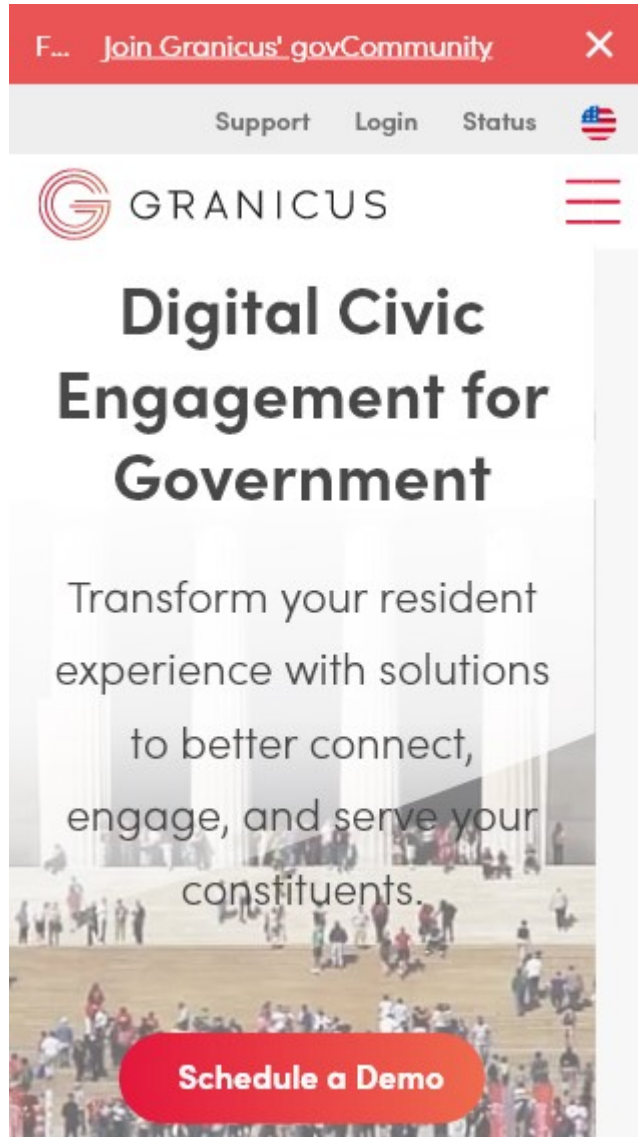 F... Join Granicus' govCommunity ×
Support Login Status
GRANICUS
Digital Civic
Engagement for
Government
Transform your resident
experience with solutions
to better connect,
engage, and serve your
constituents.
Schedule a Demo